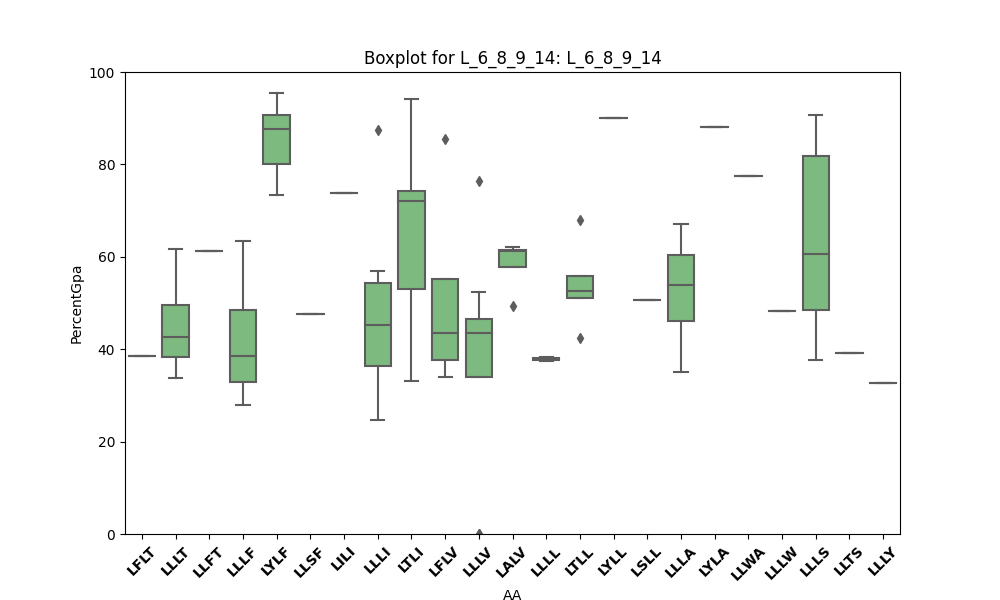 Boxplot for L_6_8_9_14: L_6_8_9_14
PercentGpa
100
80
60
40
20
0
LFLT LLLT LLFT LLLF LYLF LLSF LILI LLLI LTLI LFLV LLLV LALV LLLL LTLL LYLL LSLL LLLA LYLA LLWA LLLW LLLS LLTS LLLY
AA